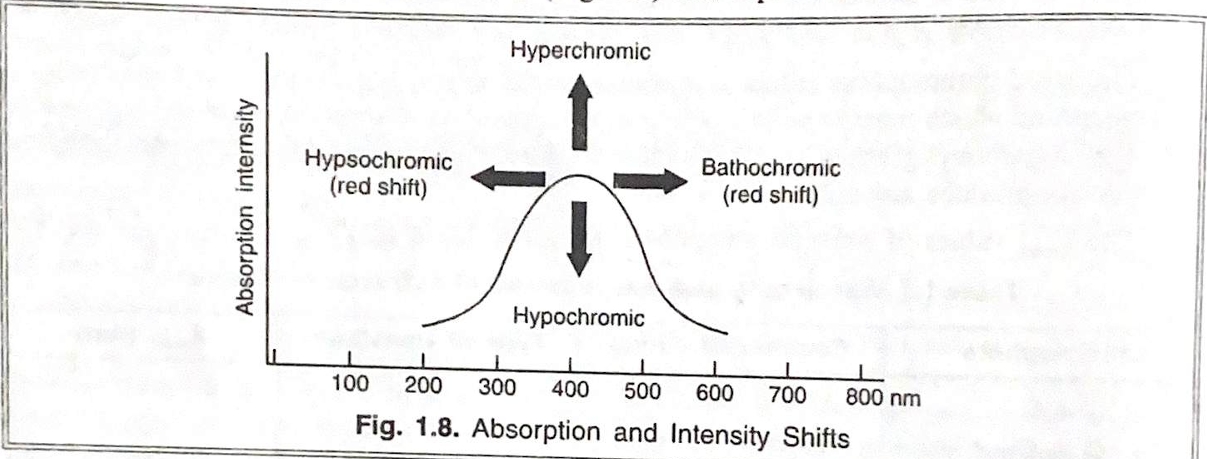 Hyperchromic
Absorption internsity
Hypsochromic
(red shift)
Bathochromic
(red shift)
Hypochromic
100 200 300 400 500 600 700 800 nm
Fig. 1.8. Absorption and Intensity Shifts